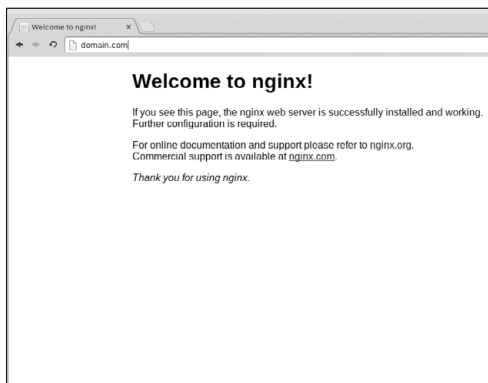 Welcome to nginx!
domain.com
Welcome to nginx!
If you see this page, the nginx web server is successfully installed and working.
Further configuration is required.
For online documentation and support please refer to nginx.org.
Commercial support is available at nginx.com.
Thank you for using nginx.